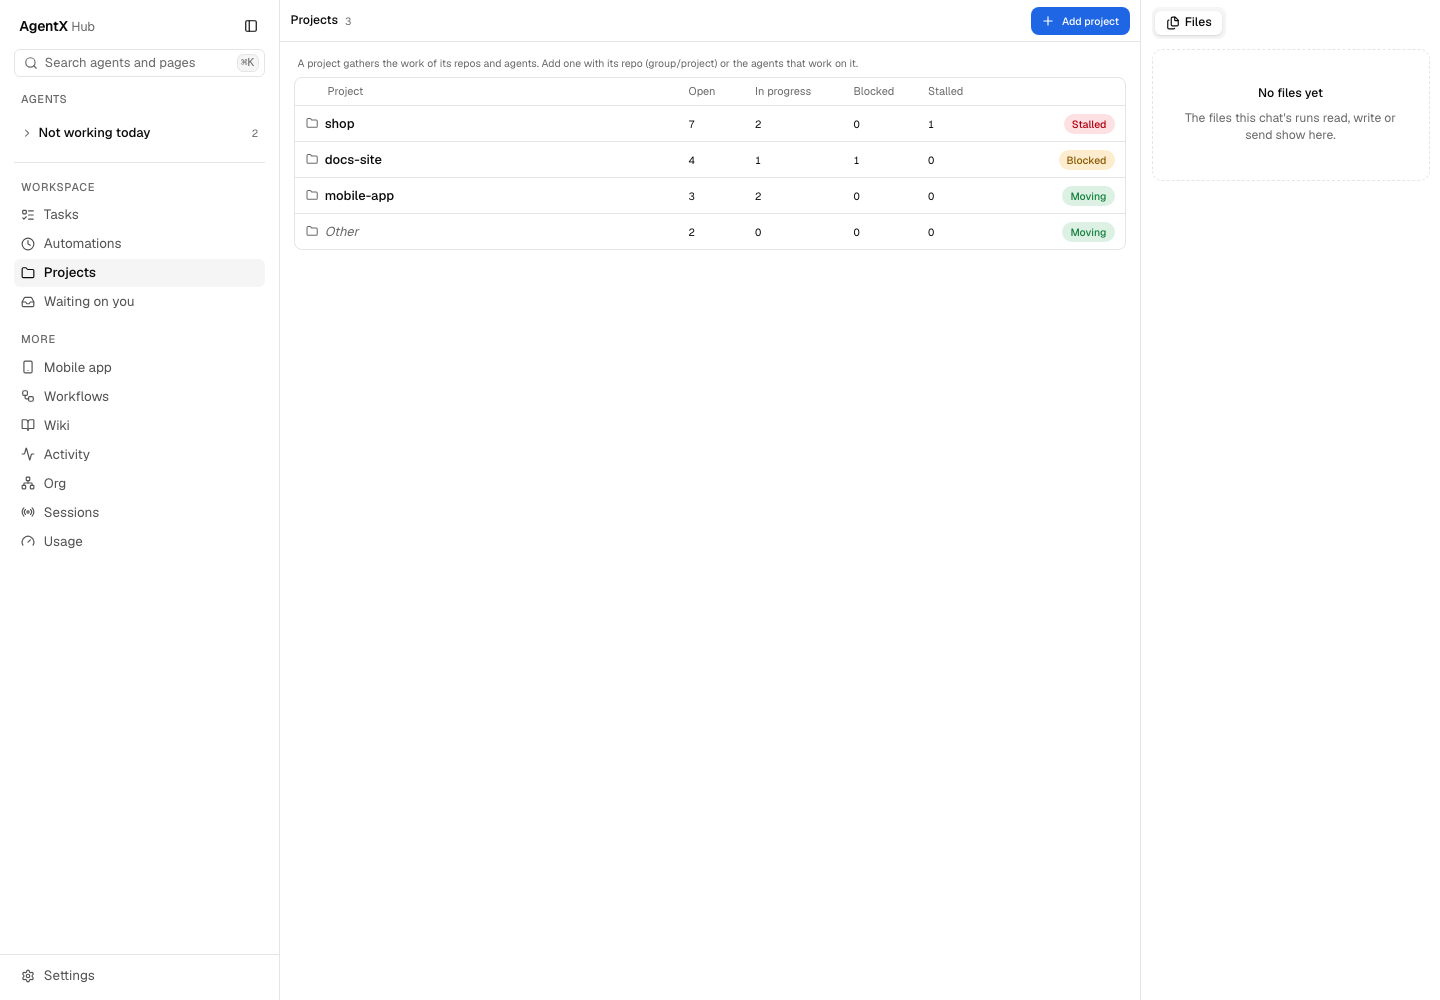 AgentX Hub
Search agents and pages ⌘K
AGENTS
Not working today 2
WORKSPACE
Tasks
Automations
Projects
Waiting on you
MORE
Mobile app
Workflows
Wiki
Activity
Org
Sessions
Usage
Settings
Projects 3
Add project
A project gathers the work of its repos and agents. Add one with its repo (group/project) or the agents that work on it.
Project Open In progress Blocked Stalled
shop 7 2 0 1 Stalled
docs-site 4 1 1 0 Blocked
mobile-app 3 2 0 0 Moving
Other 2 0 0 0 Moving
Files
No files yet
The files this chat's runs read, write or
send show here.